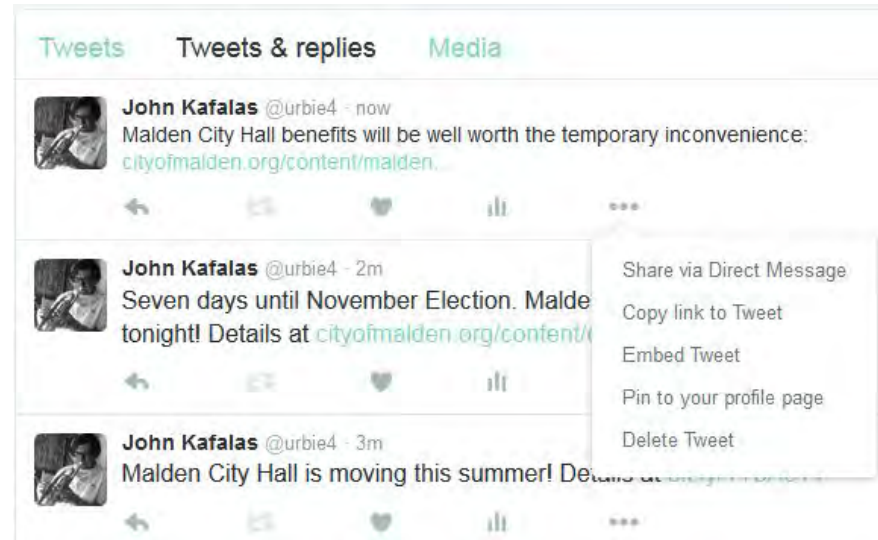 Tweets Tweets & replies Media
John Kafalas @urbie4 · now
Malden City Hall benefits will be well worth the temporary inconvenience:
cityofmalden.org/content/malden...
John Kafalas @urbie4 · 2m
Seven days until November Election. Malde
tonight! Details at cityofmalden.org/content/
John Kafalas @urbie4 · 3m
Malden City Hall is moving this summer! Details at
Share via Direct Message
Copy link to Tweet
Embed Tweet
Pin to your profile page
Delete Tweet